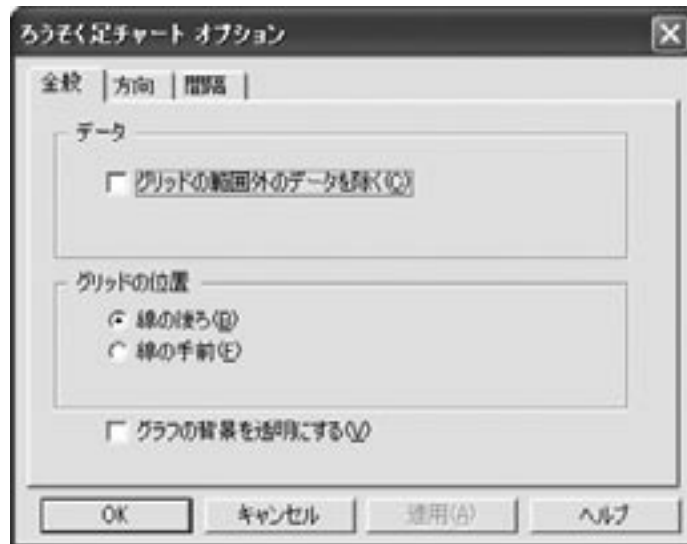 ろうそく足チャート オプション
全般 方向 間隔
データ
グリッドの範囲外のデータを除く(C)
グリッドの位置
線の後ろ(B)
線の手前(F)
グラフの背景を透明にする(V)
OK キャンセル 適用(A) ヘルプ